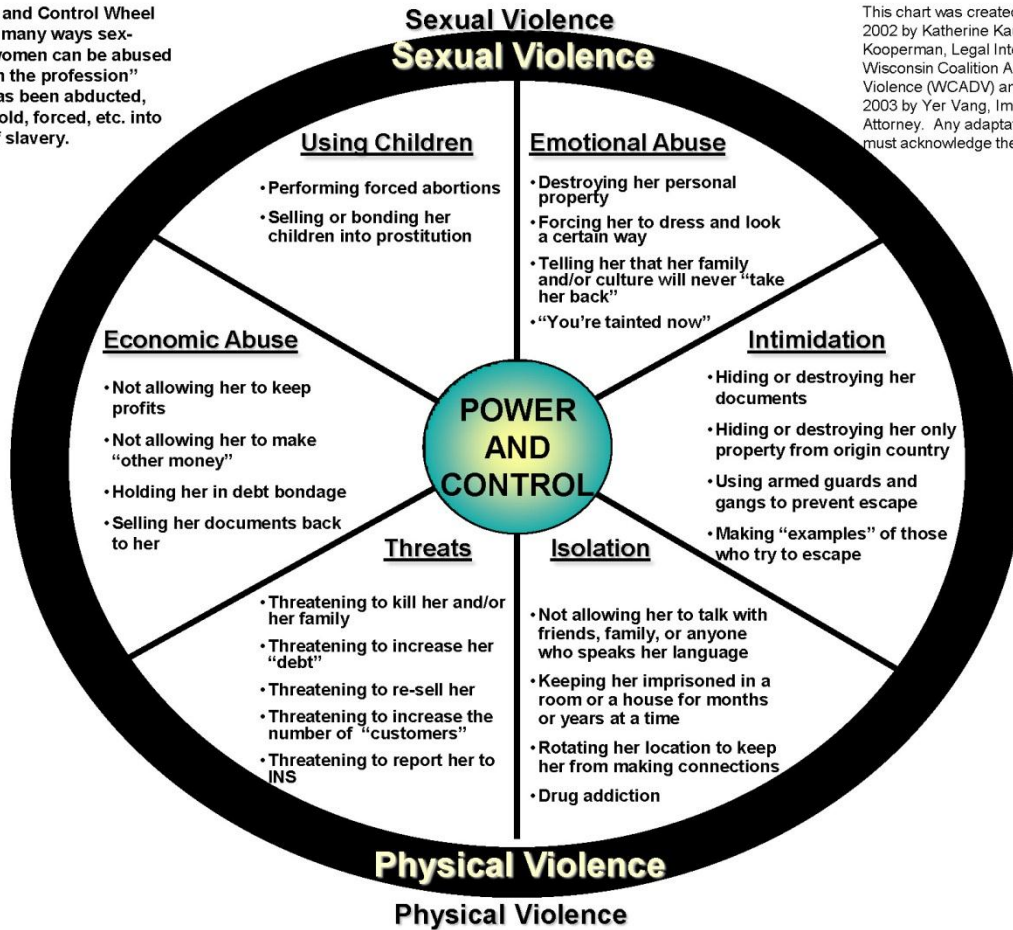 and Control Wheel
many ways sex-
women can be abused
the profession"
as been abducted,
old, forced, etc. into
slavery.
Sexual Violence
Sexual Violence
This chart was created
2002 by Katherine Ka
Kooperman, Legal Int
Wisconsin Coalition A
Violence (WCADV) an
2003 by Yer Vang, Im
Attorney. Any adapta
must acknowledge the
Using Children
• Performing forced abortions
• Selling or bonding her
children into prostitution
Emotional Abuse
• Destroying her personal
property
• Forcing her to dress and look
a certain way
• Telling her that her family
and/or culture will never "take
her back"
• "You're tainted now"
Economic Abuse
• Not allowing her to keep
profits
• Not allowing her to make
"other money"
• Holding her in debt bondage
• Selling her documents back
to her
POWER
AND
CONTROL
Intimidation
• Hiding or destroying her
documents
• Hiding or destroying her only
property from origin country
• Using armed guards and
gangs to prevent escape
• Making "examples" of those
who try to escape
Threats
• Threatening to kill her and/or
her family
• Threatening to increase her
"debt"
• Threatening to re-sell her
• Threatening to increase the
number of "customers"
• Threatening to report her to
INS
Isolation
• Not allowing her to talk with
friends, family, or anyone
who speaks her language
• Keeping her imprisoned in a
room or a house for months
or years at a time
• Rotating her location to keep
her from making connections
• Drug addiction
Physical Violence
Physical Violence